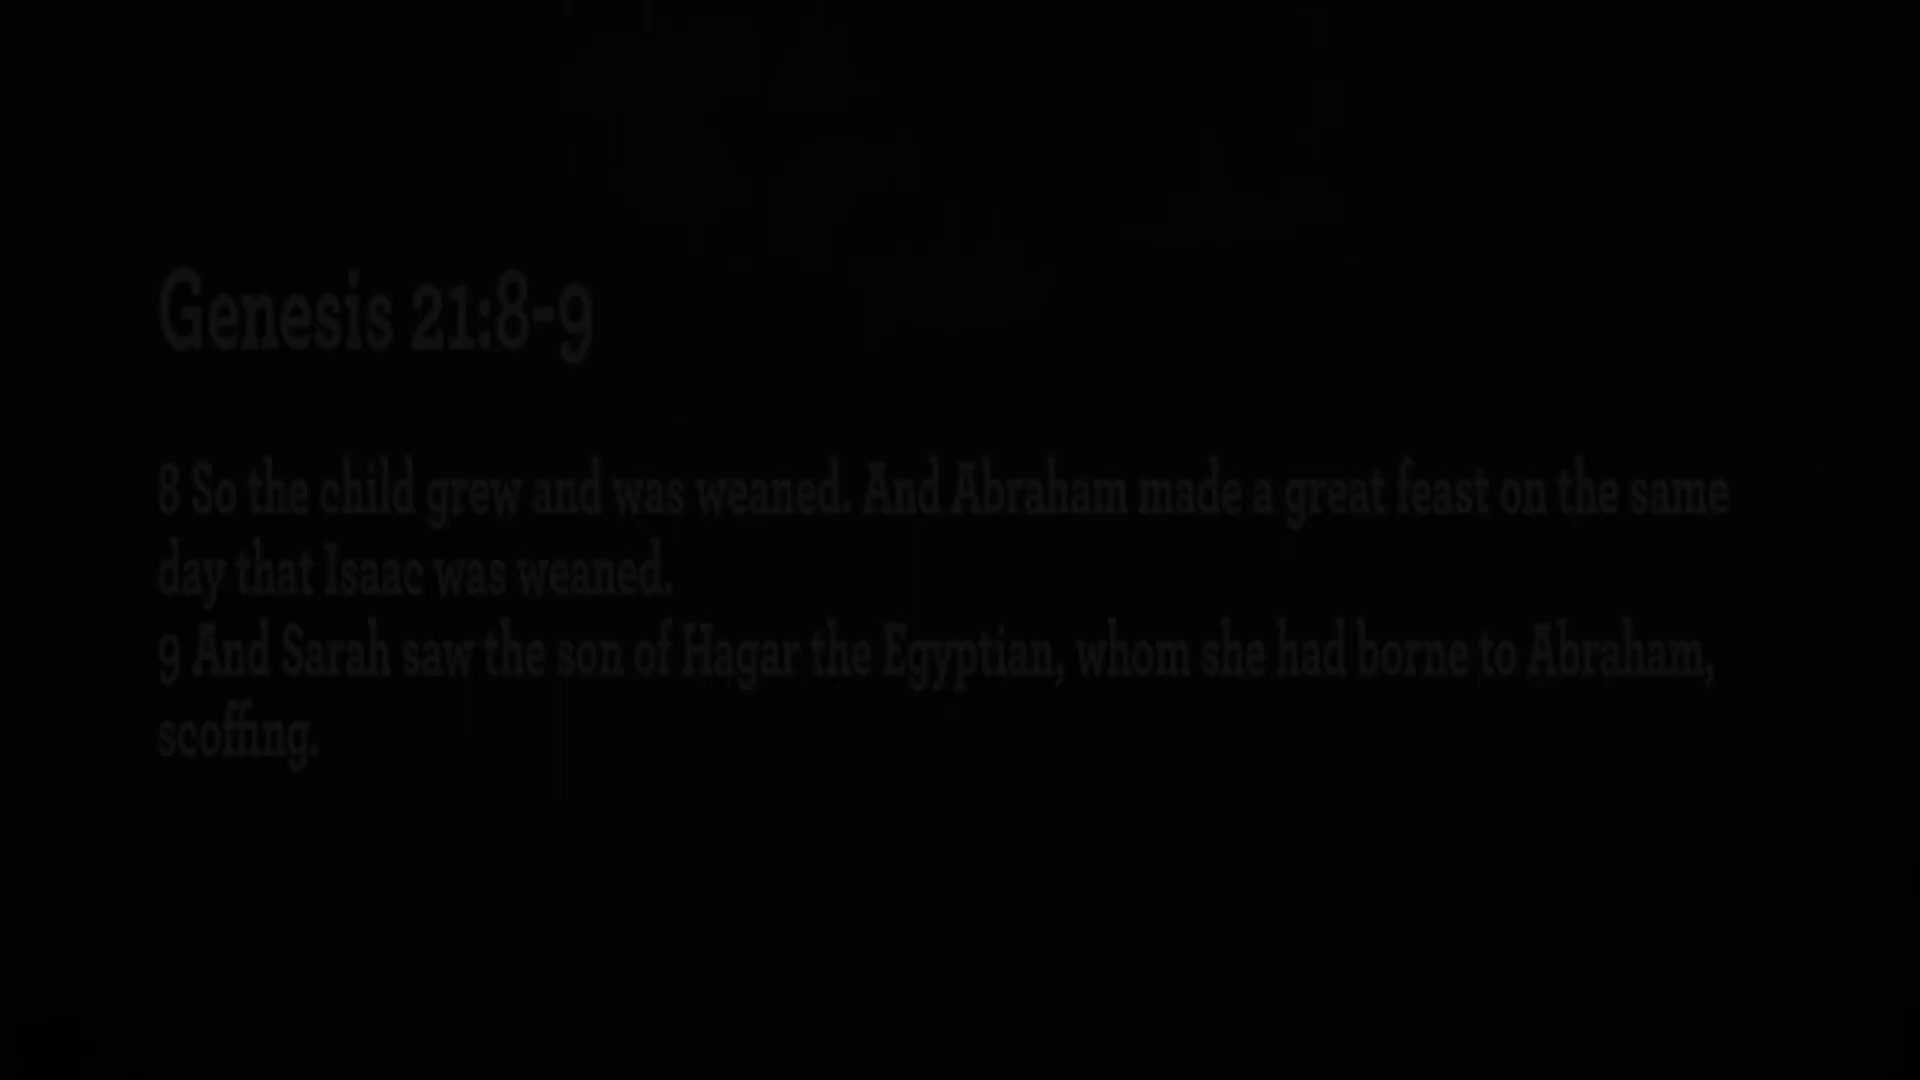 Genesis 21:8-9
8 So the child grew and was weaned. And Abraham made a great feast on the same
day that Isaac was weaned.
9 And Sarah saw the son of Hagar the Egyptian, whom she had borne to Abraham,
scoffing.